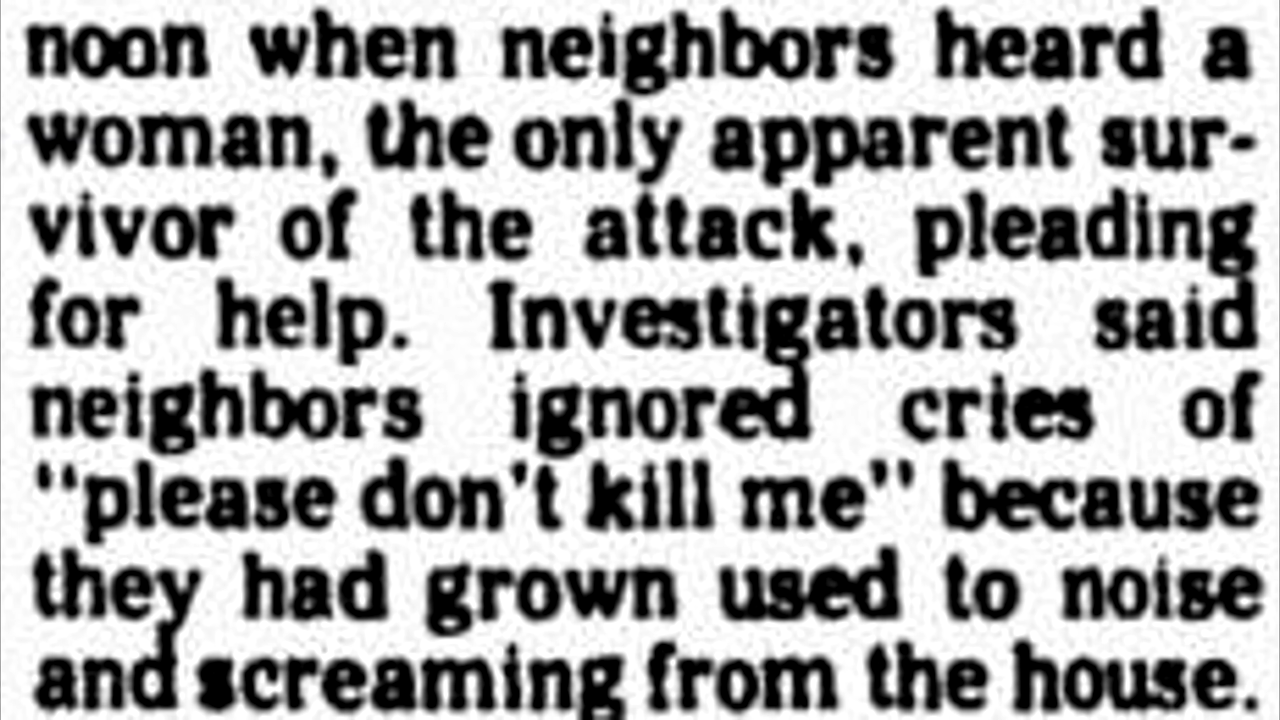 noon when neighbors heard a
woman, the only apparent sur-
vivor of the attack, pleading
for help. Investigators said
neighbors ignored cries of
"please don't kill me" because
they had grown used to noise
and screaming from the house.